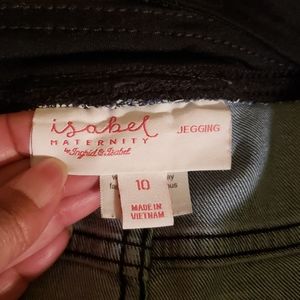 isabel
MATERNITY
by Ingrid & Isabel
JEGGING
10
MADE IN
VIETNAM